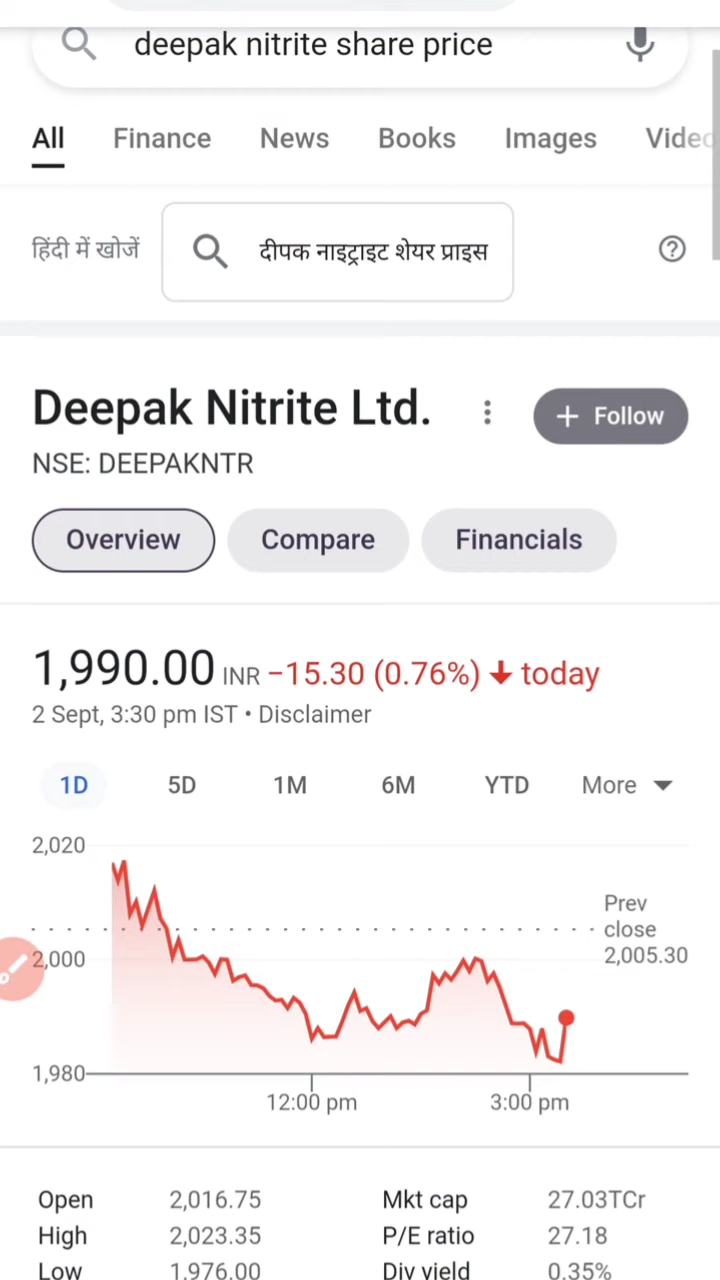 deepak nitrite share price
All Finance News Books Images Video
हिंदी में खोजें दीपक नाइट्राइट शेयर प्राइस
Deepak Nitrite Ltd. + Follow
NSE: DEEPAKNTR
Overview Compare Financials
1,990.00 INR −15.30 (0.76%) ↓ today
2 Sept, 3:30 pm IST • Disclaimer
1D 5D 1M 6M YTD More
2,020
Prev
close
2,005.30
2,000
1,980
12:00 pm 3:00 pm
Open 2,016.75 Mkt cap 27.03TCr
High 2,023.35 P/E ratio 27.18
Low 1,976.00 Div yield 0.35%